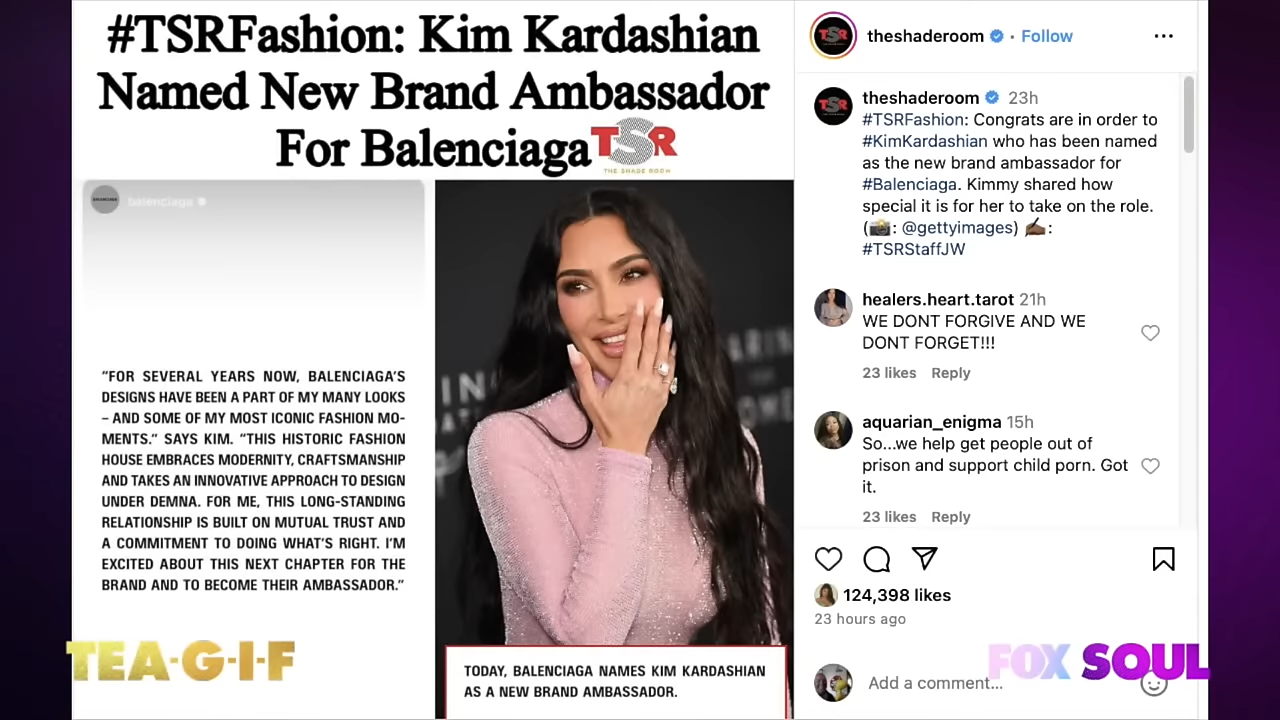 #TSRFashion: Kim Kardashian
Named New Brand Ambassador
For Balenciaga
TSR
THE SHADE ROOM
balenciaga
"FOR SEVERAL YEARS NOW, BALENCIAGA'S
DESIGNS HAVE BEEN A PART OF MY MANY LOOKS
– AND SOME OF MY MOST ICONIC FASHION MO-
MENTS." SAYS KIM. "THIS HISTORIC FASHION
HOUSE EMBRACES MODERNITY, CRAFTSMANSHIP
AND TAKES AN INNOVATIVE APPROACH TO DESIGN
UNDER DEMNA. FOR ME, THIS LONG-STANDING
RELATIONSHIP IS BUILT ON MUTUAL TRUST AND
A COMMITMENT TO DOING WHAT'S RIGHT. I'M
EXCITED ABOUT THIS NEXT CHAPTER FOR THE
BRAND AND TO BECOME THEIR AMBASSADOR."
TODAY, BALENCIAGA NAMES KIM KARDASHIAN
AS A NEW BRAND AMBASSADOR.
TSR
theshaderoom • Follow
TSR
theshaderoom 23h
#TSRFashion: Congrats are in order to
#KimKardashian who has been named
as the new brand ambassador for
#Balenciaga. Kimmy shared how
special it is for her to take on the role.
(📸: @gettyimages) ✍🏾:
#TSRStaffJW
healers.heart.tarot 21h
WE DONT FORGIVE AND WE
DONT FORGET!!!
23 likes Reply
aquarian_enigma 15h
So...we help get people out of
prison and support child porn. Got
it.
23 likes Reply
124,398 likes
23 hours ago
Add a comment...
TEA-G-I-F
FOX SOUL